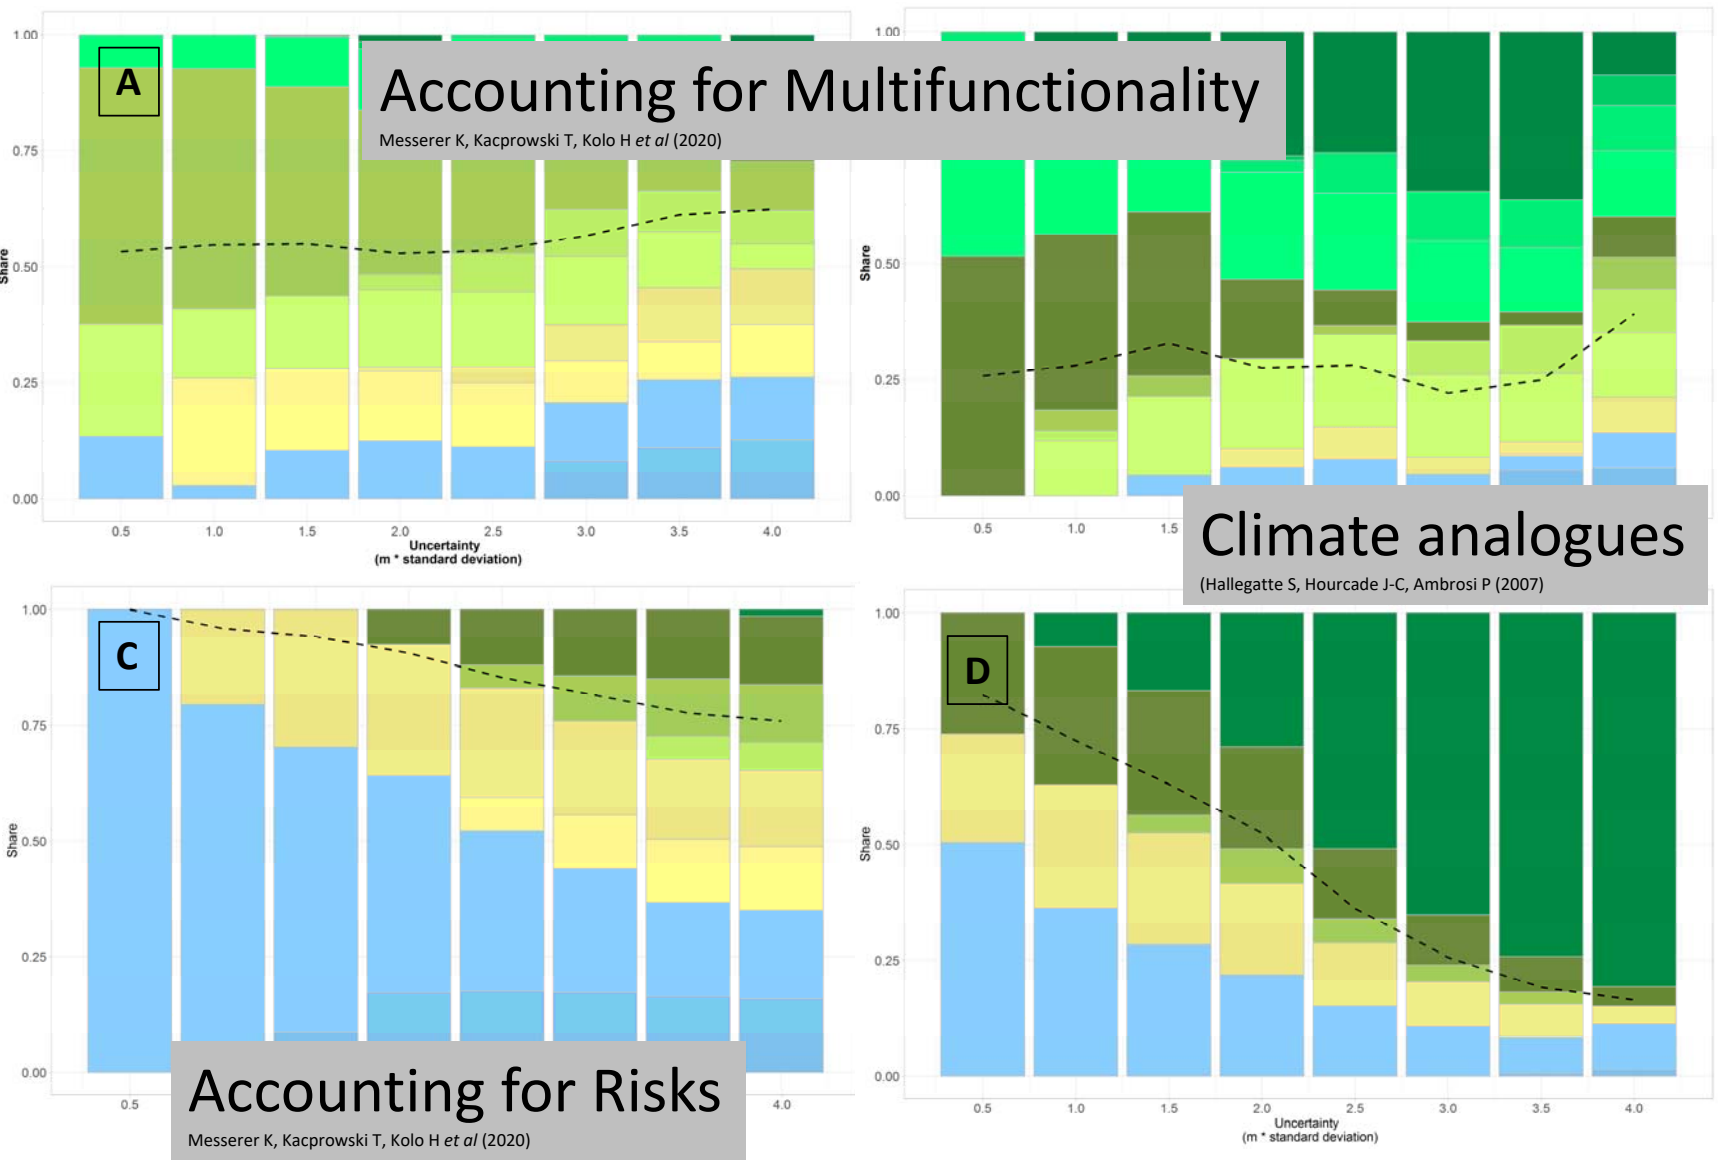 A
Accounting for Multifunctionality
Messerer K, Kacprowski T, Kolo H et al (2020)
1.00
0.75
0.50
0.25
0.00
Share
0.5 1.0 1.5 2.0 2.5 3.0 3.5 4.0
Uncertainty
(m * standard deviation)
1.00
0.50
0.25
0.00
Share
0.5 1.0 1.5
Climate analogues
(Hallegatte S, Hourcade J-C, Ambrosi P (2007)
C
1.00
0.75
0.50
0.25
0.00
Share
0.5 4.0
Accounting for Risks
Messerer K, Kacprowski T, Kolo H et al (2020)
D
1.00
0.75
0.50
0.25
0.00
Share
0.5 1.0 1.5 2.0 2.5 3.0 3.5 4.0
Uncertainty
(m * standard deviation)